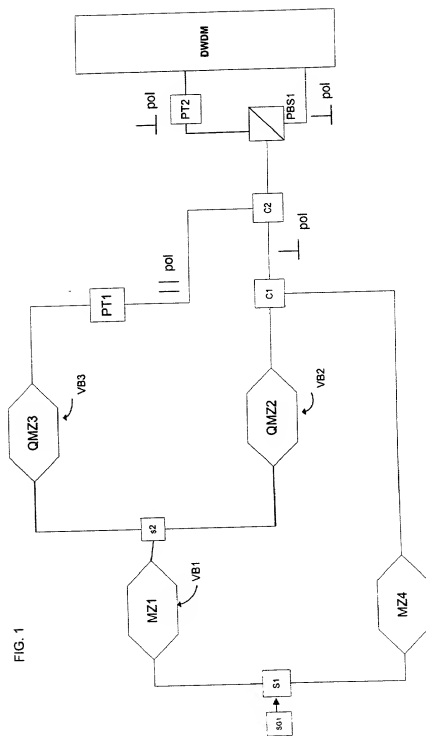 FIG. 1
SG1
S1
MZ1
VB1
MZ4
S2
QMZ3
VB3
QMZ2
VB2
PT1
pol
C1
pol
C2
PBS1
pol
PT2
pol
DWDM